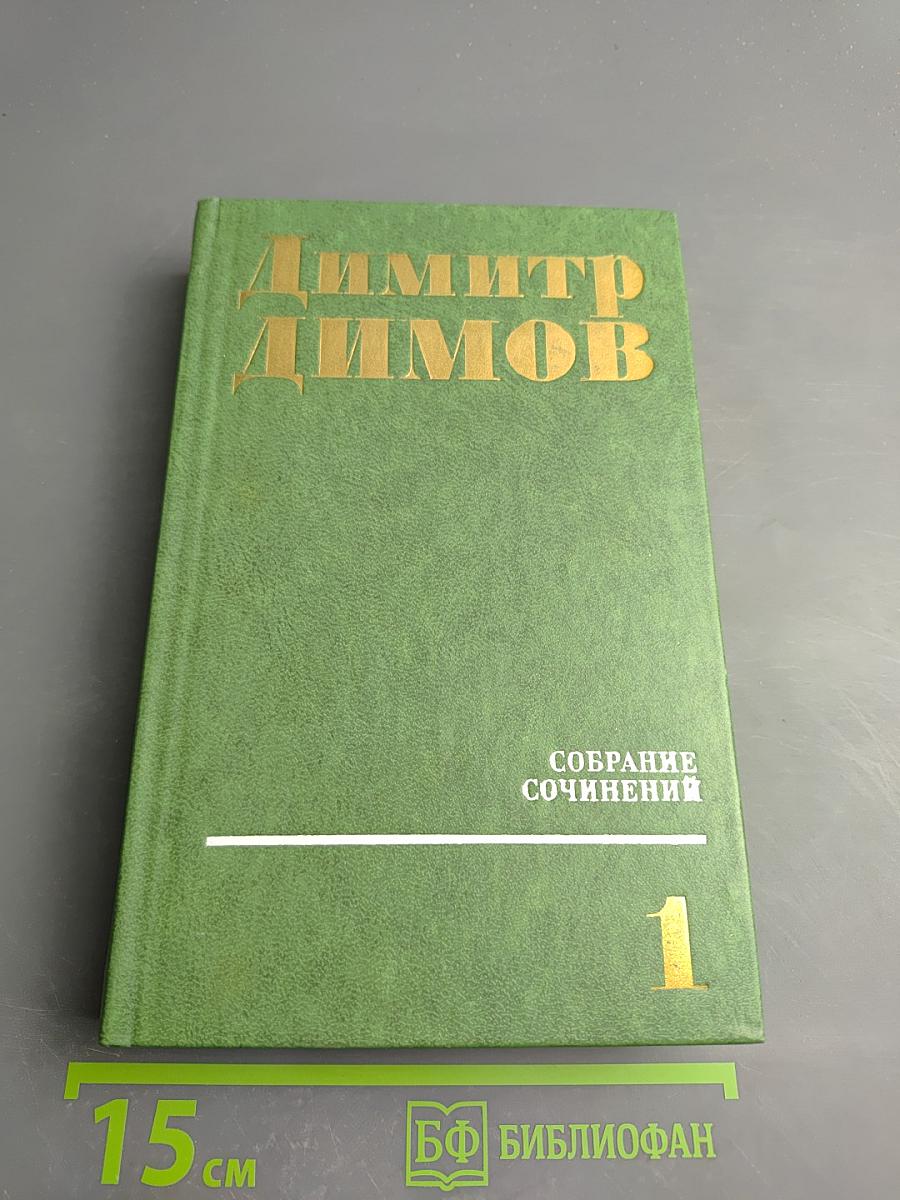 Димитр
ДИМОВ
СОБРАНИЕ
СОЧИНЕНИЙ
1
15 см
БФ БИБЛИОФАН